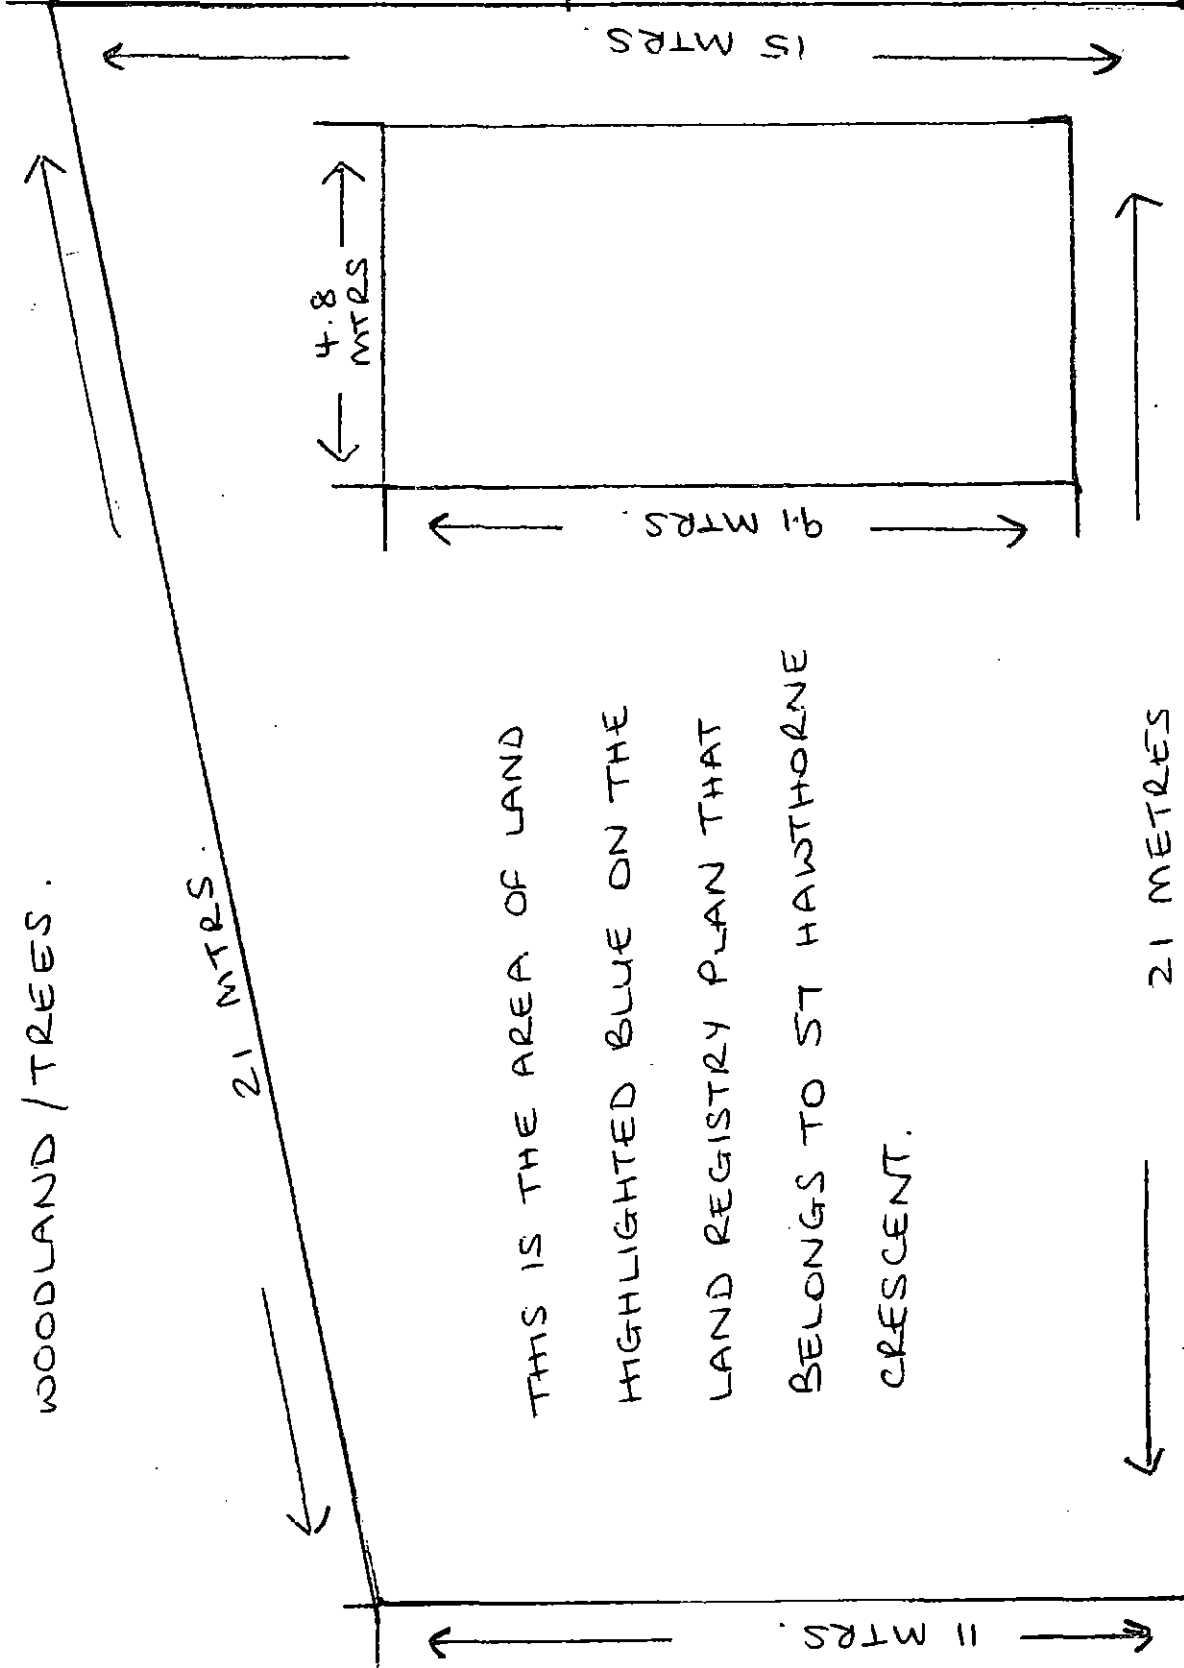 WOODLAND / TREES.
21 MTRS.
15 MTRS.
4.8
MTRS
9.1 MTRS.
THIS IS THE AREA OF LAND
HIGHLIGHTED BLUE ON THE
LAND REGISTRY PLAN THAT
BELONGS TO 57 HAWTHORNE
CRESCENT.
11 MTRS.
21 METRES